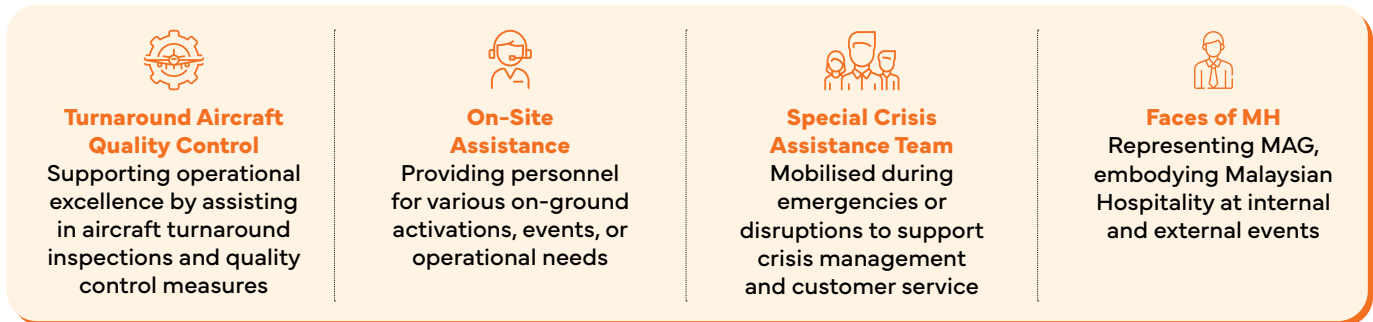 Turnaround Aircraft
Quality Control
Supporting operational
excellence by assisting
in aircraft turnaround
inspections and quality
control measures
On-Site
Assistance
Providing personnel
for various on-ground
activations, events, or
operational needs
Special Crisis
Assistance Team
Mobilised during
emergencies or
disruptions to support
crisis management
and customer service
Faces of MH
Representing MAG,
embodying Malaysian
Hospitality at internal
and external events